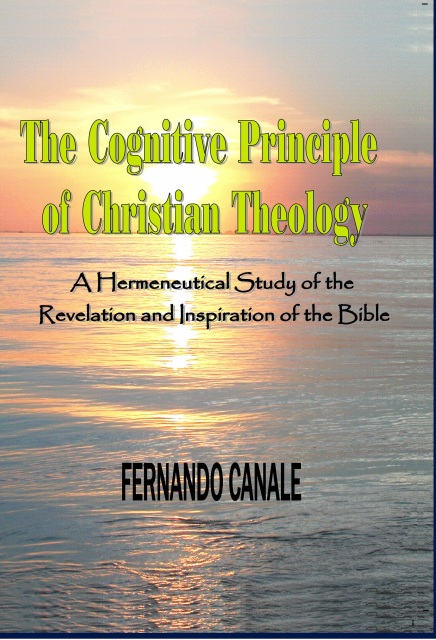 The Cognitive Principle
of Christian Theology
A Hermeneutical Study of the
Revelation and Inspiration of the Bible
FERNANDO CANALE